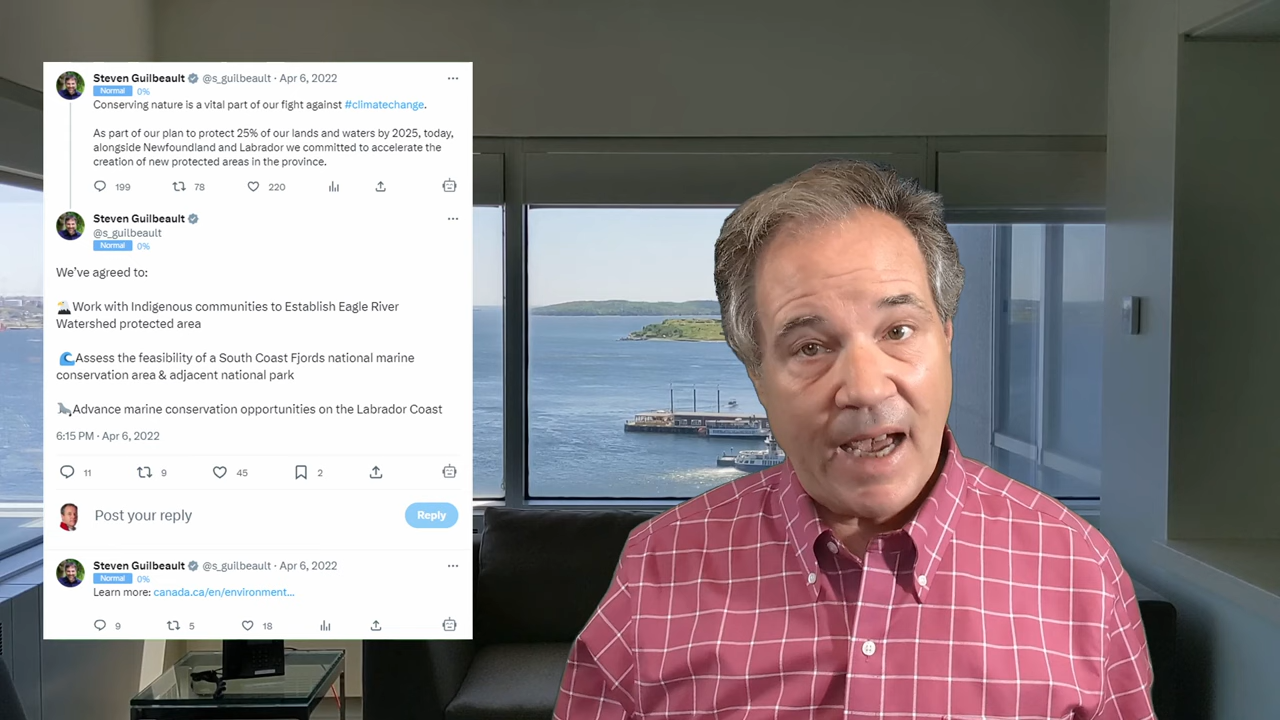 Steven Guilbeault @s_guilbeault · Apr 6, 2022
Normal 0%
Conserving nature is a vital part of our fight against #climatechange.
As part of our plan to protect 25% of our lands and waters by 2025, today,
alongside Newfoundland and Labrador we committed to accelerate the
creation of new protected areas in the province.
199 78 220
Steven Guilbeault
@s_guilbeault
Normal 0%
We've agreed to:
🏔Work with Indigenous communities to Establish Eagle River
Watershed protected area
🌊Assess the feasibility of a South Coast Fjords national marine
conservation area & adjacent national park
🦭Advance marine conservation opportunities on the Labrador Coast
6:15 PM · Apr 6, 2022
11 9 45 2
Post your reply Reply
Steven Guilbeault @s_guilbeault · Apr 6, 2022
Normal 0%
Learn more: canada.ca/en/environment...
9 5 18